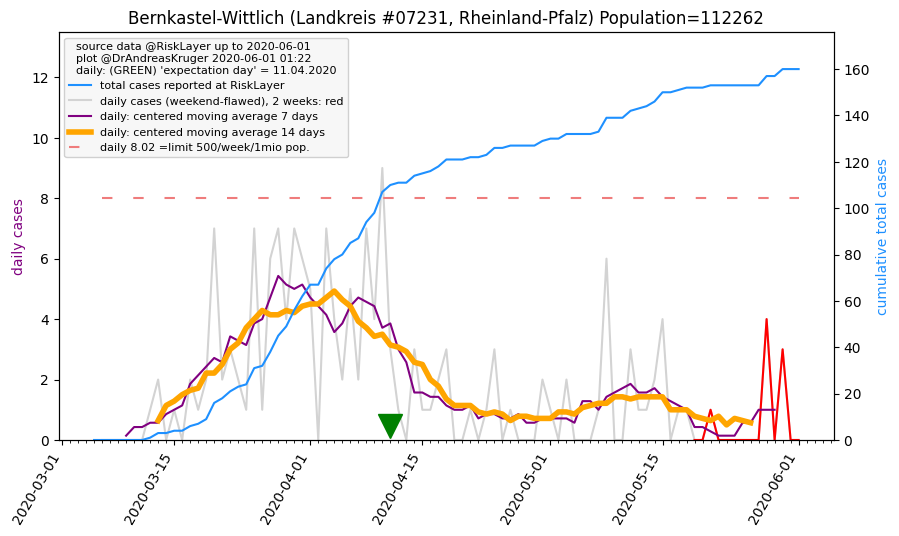 Bernkastel-Wittlich (Landkreis #07231, Rheinland-Pfalz) Population=112262
source data @RiskLayer up to 2020-06-01
plot @DrAndreasKruger 2020-06-01 01:22
daily: (GREEN) 'expectation day' = 11.04.2020
total cases reported at RiskLayer
daily cases (weekend-flawed), 2 weeks: red
daily: centered moving average 7 days
daily: centered moving average 14 days
daily 8.02 =limit 500/week/1mio pop.
daily cases
12
10
8
6
4
2
0
160
140
120
100
80
60
40
20
0
cumulative total cases
2020-03-01
2020-03-15
2020-04-01
2020-04-15
2020-05-01
2020-05-15
2020-06-01